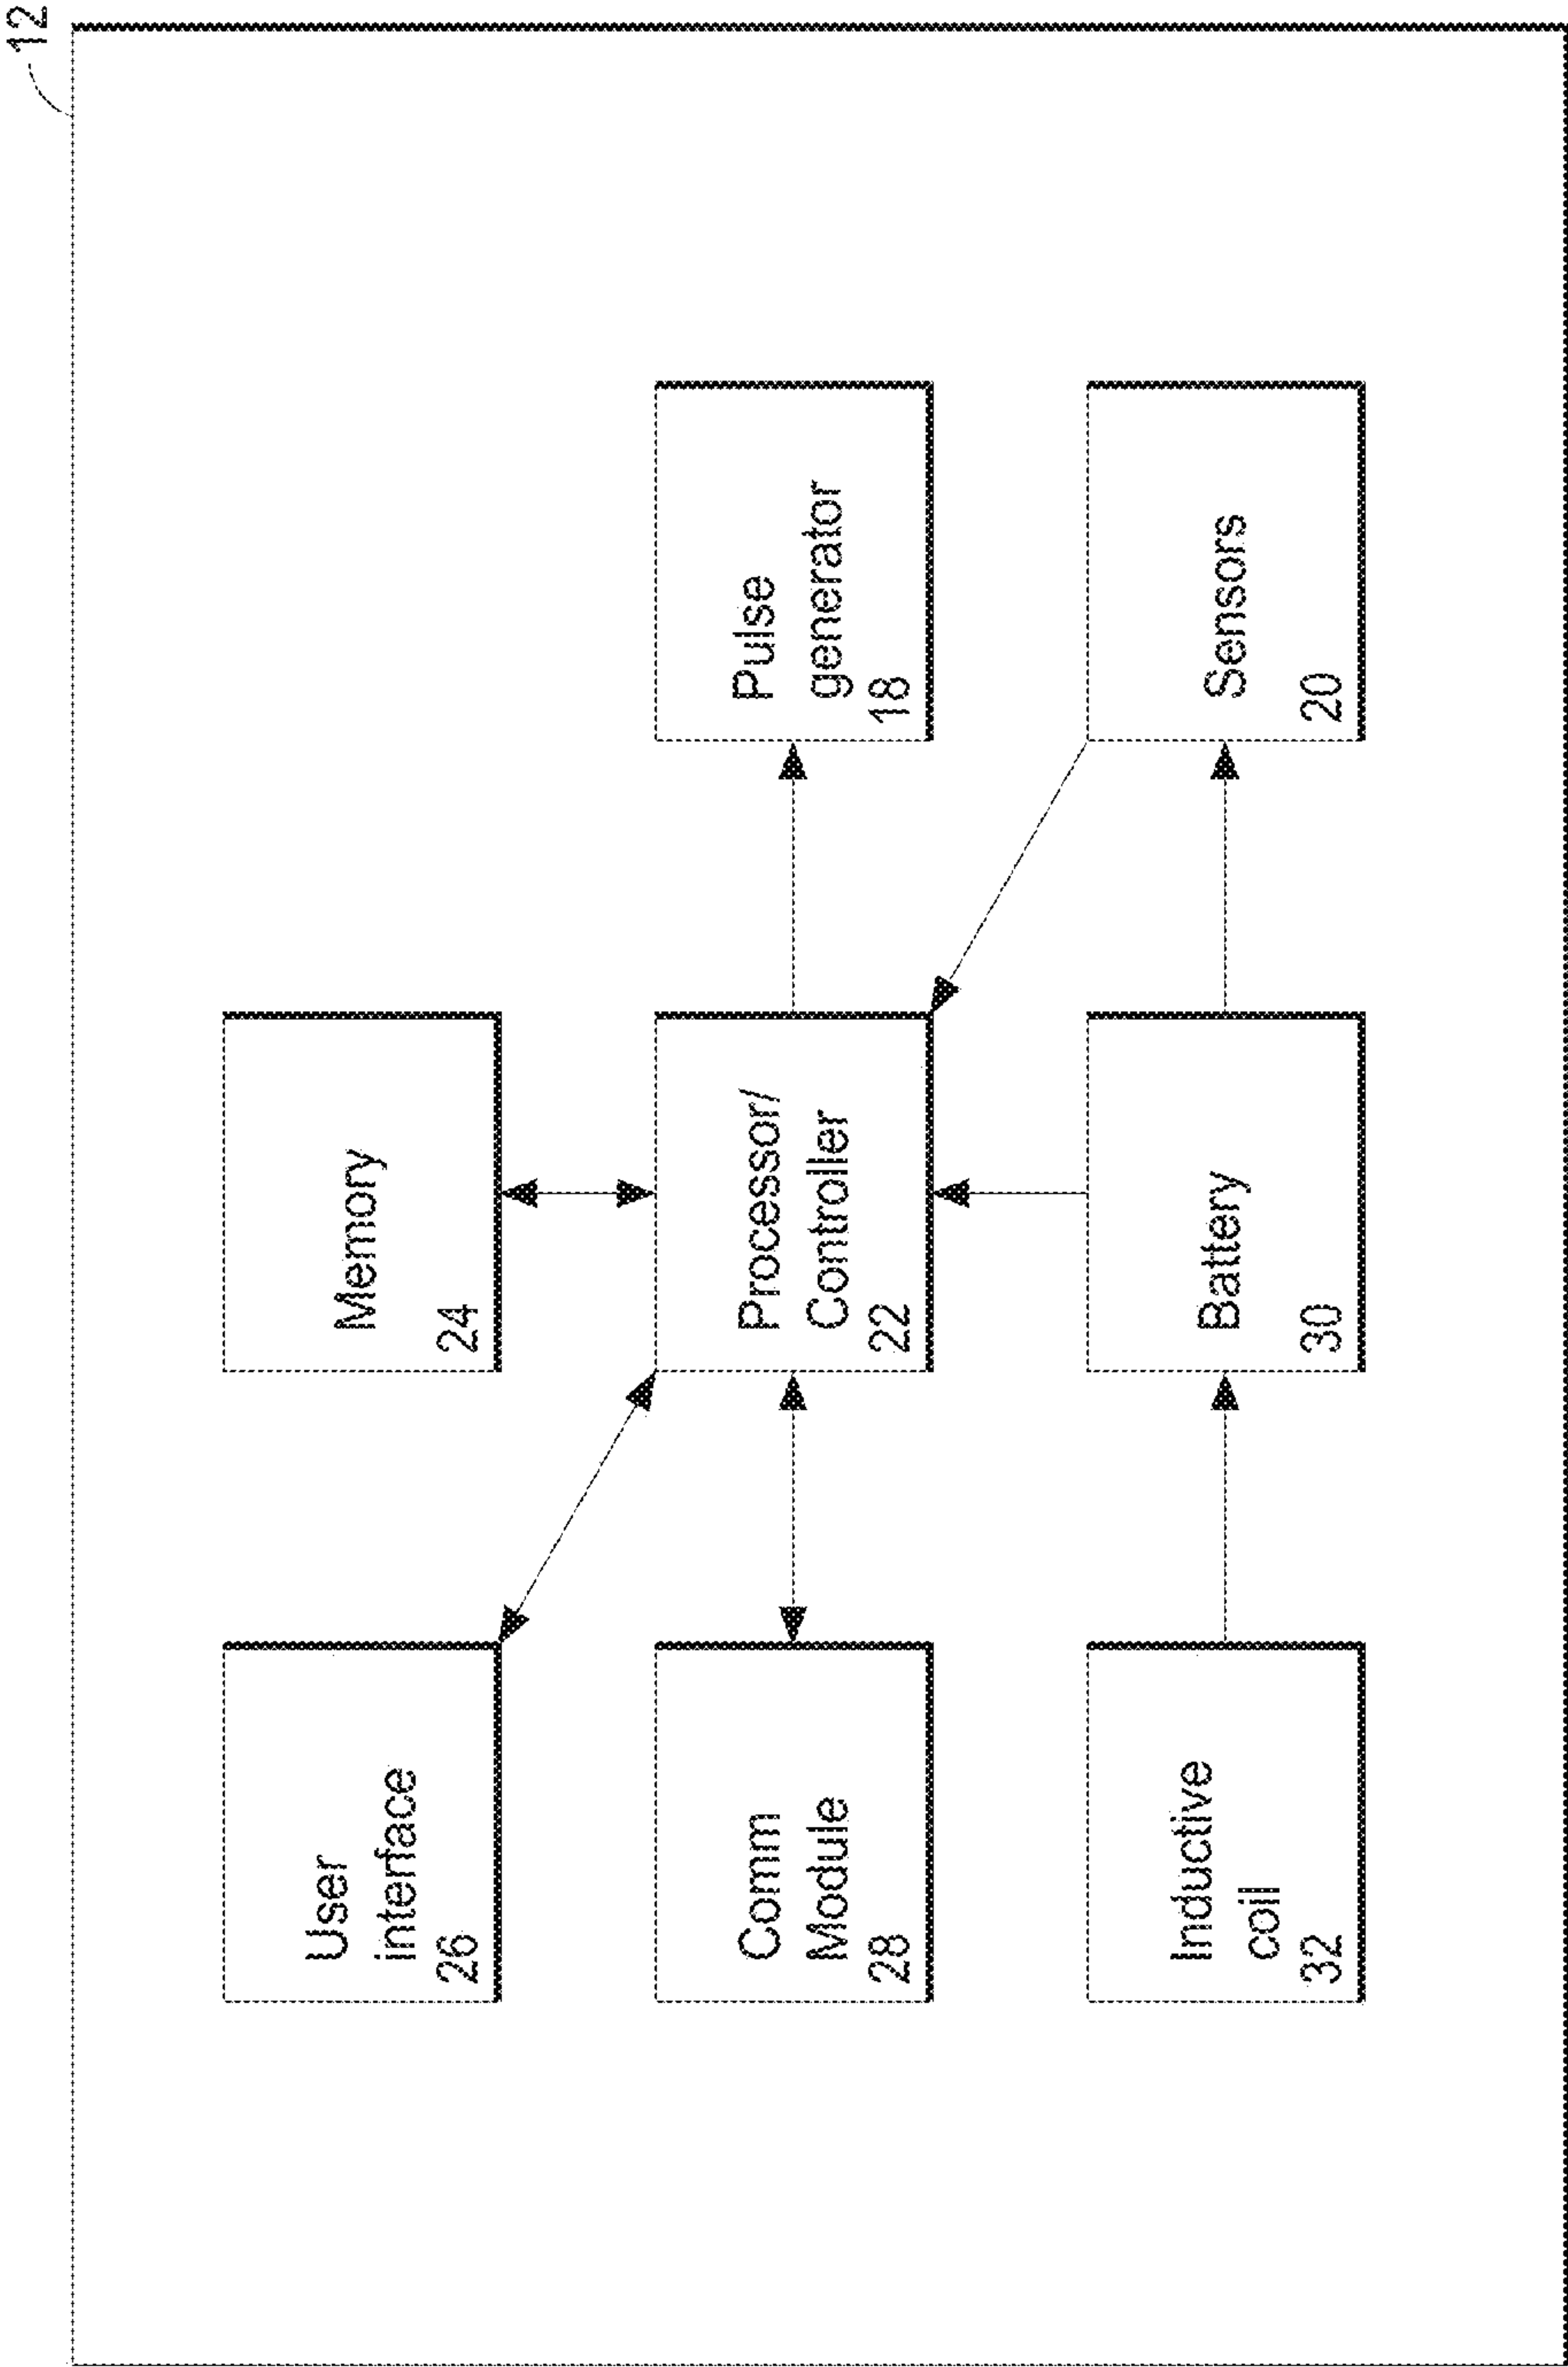 12
User
interface
26
Memory
24
Comm
Module
28
Processor/
Controller
22
Pulse
generator
18
Inductive
coil
32
Battery
30
Sensors
20